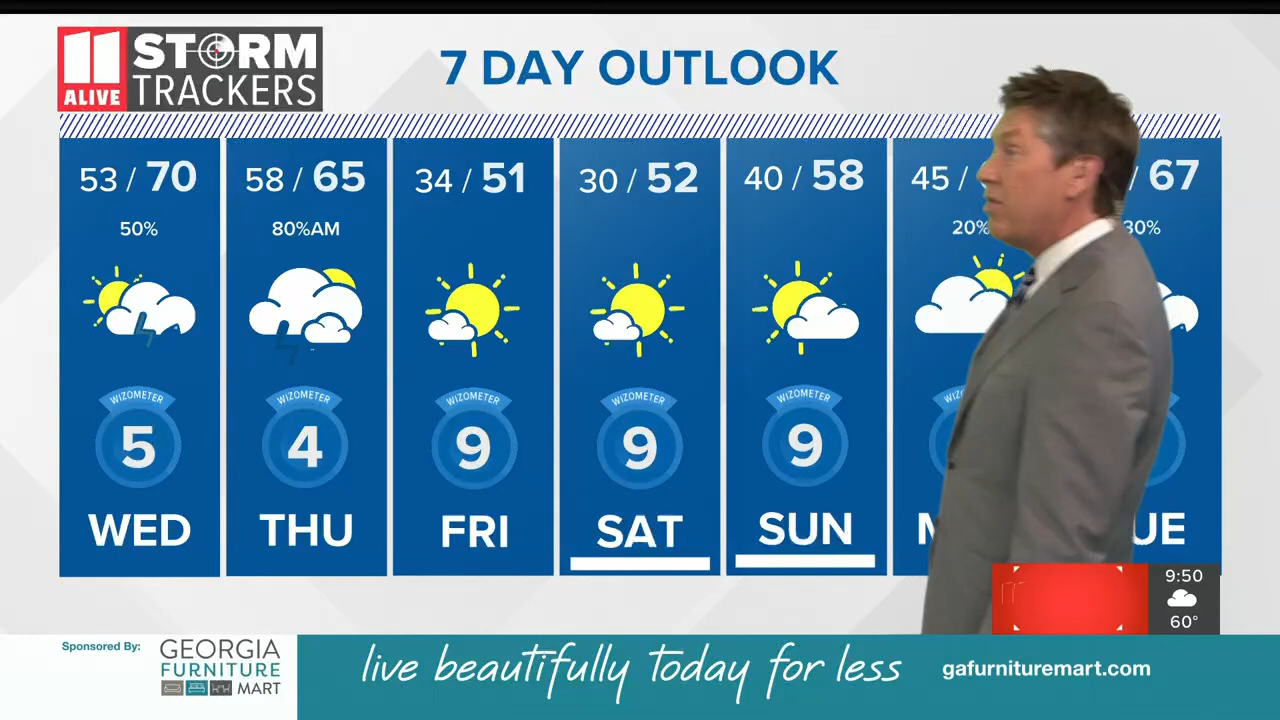 11
ALIVE
STORM
TRACKERS
7 DAY OUTLOOK
53 / 70
50%
WIZOMETER
5
WED
58 / 65
80%AM
WIZOMETER
4
THU
34 / 51
WIZOMETER
9
FRI
30 / 52
WIZOMETER
9
SAT
40 / 58
WIZOMETER
9
SUN
45 /
20%
/ 67
30%
9:50
60°
Sponsored By:
GEORGIA
FURNITURE
MART
live beautifully today for less
gafurnituremart.com